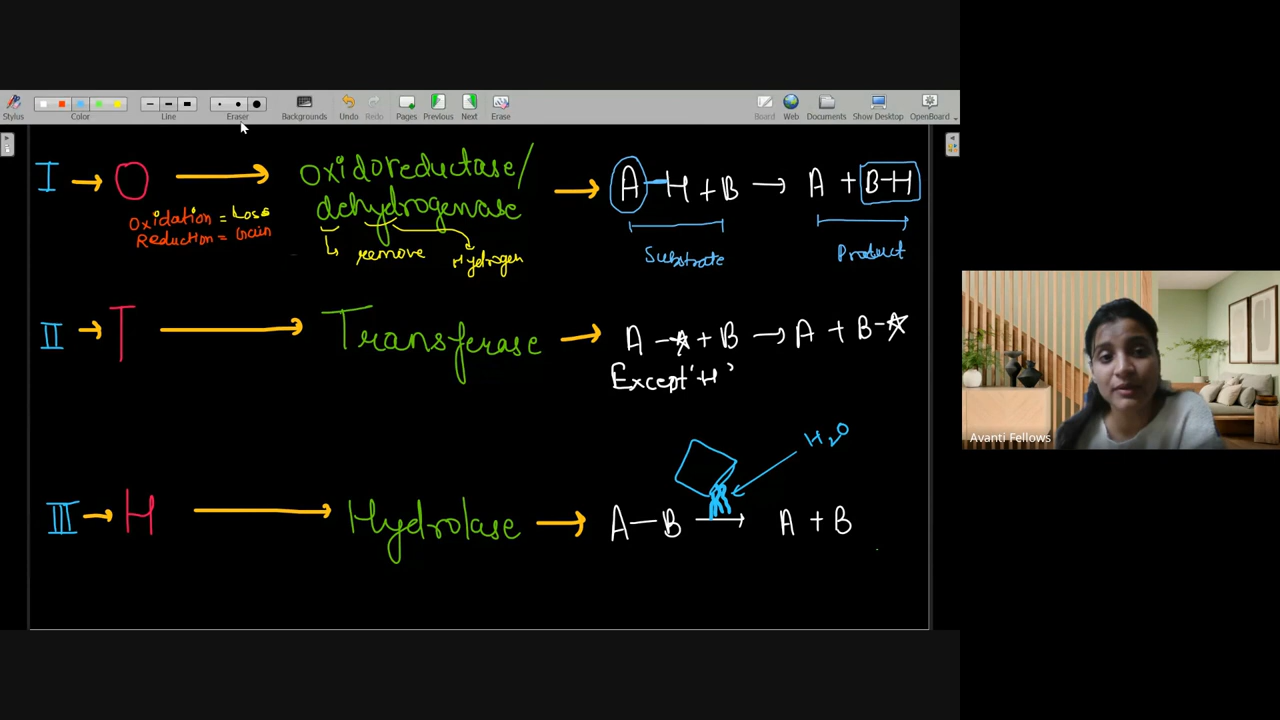 Stylus Color Line Eraser Backgrounds Undo Redo Pages Previous Next Erase Board Web Documents Show Desktop OpenBoard
I → O → Oxidoreductase/ → A-H + B → A + B-H
dehydrogenase
Oxidation = Loss
Reduction = Gain
remove Hydrogen
Substrate Product
II → T → Transferase → A-☆ + B → A + B-☆
Except 'H'
H2O
III → H → Hydrolase → A-B → A + B
Avanti Fellows